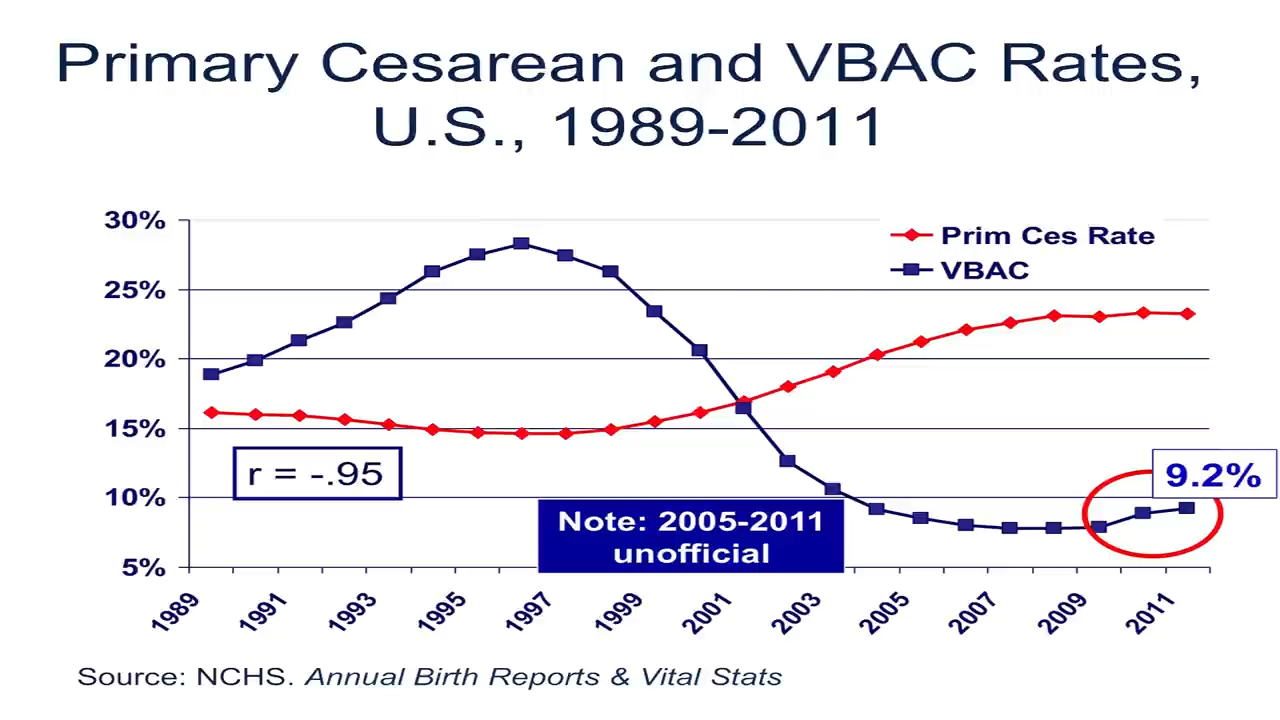 Primary Cesarean and VBAC Rates,
U.S., 1989-2011
30%
25%
20%
15%
10%
5%
Prim Ces Rate
VBAC
r = -.95
9.2%
Note: 2005-2011
unofficial
1989
1991
1993
1995
1997
1999
2001
2003
2005
2007
2009
2011
Source: NCHS. Annual Birth Reports & Vital Stats